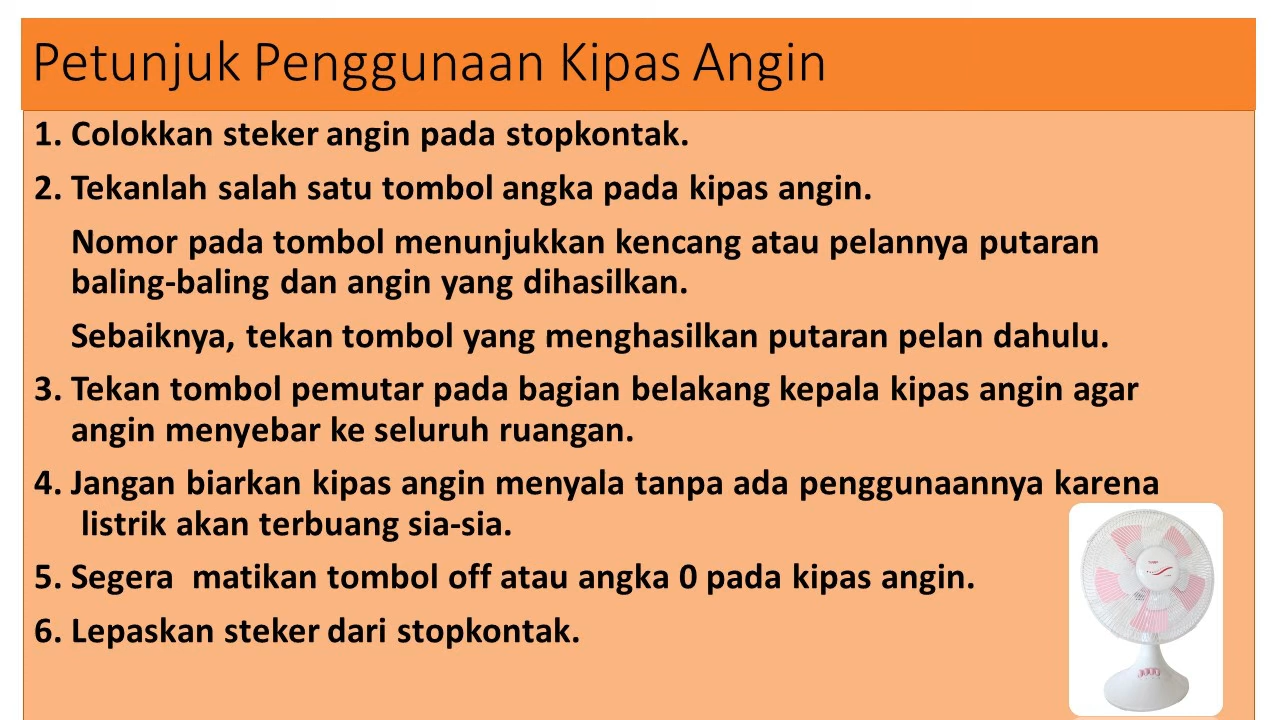 Petunjuk Penggunaan Kipas Angin
1. Colokkan steker angin pada stopkontak.
2. Tekanlah salah satu tombol angka pada kipas angin.
Nomor pada tombol menunjukkan kencang atau pelannya putaran
baling-baling dan angin yang dihasilkan.
Sebaiknya, tekan tombol yang menghasilkan putaran pelan dahulu.
3. Tekan tombol pemutar pada bagian belakang kepala kipas angin agar
angin menyebar ke seluruh ruangan.
4. Jangan biarkan kipas angin menyala tanpa ada penggunaannya karena
listrik akan terbuang sia-sia.
5. Segera  matikan tombol off atau angka 0 pada kipas angin.
6. Lepaskan steker dari stopkontak.